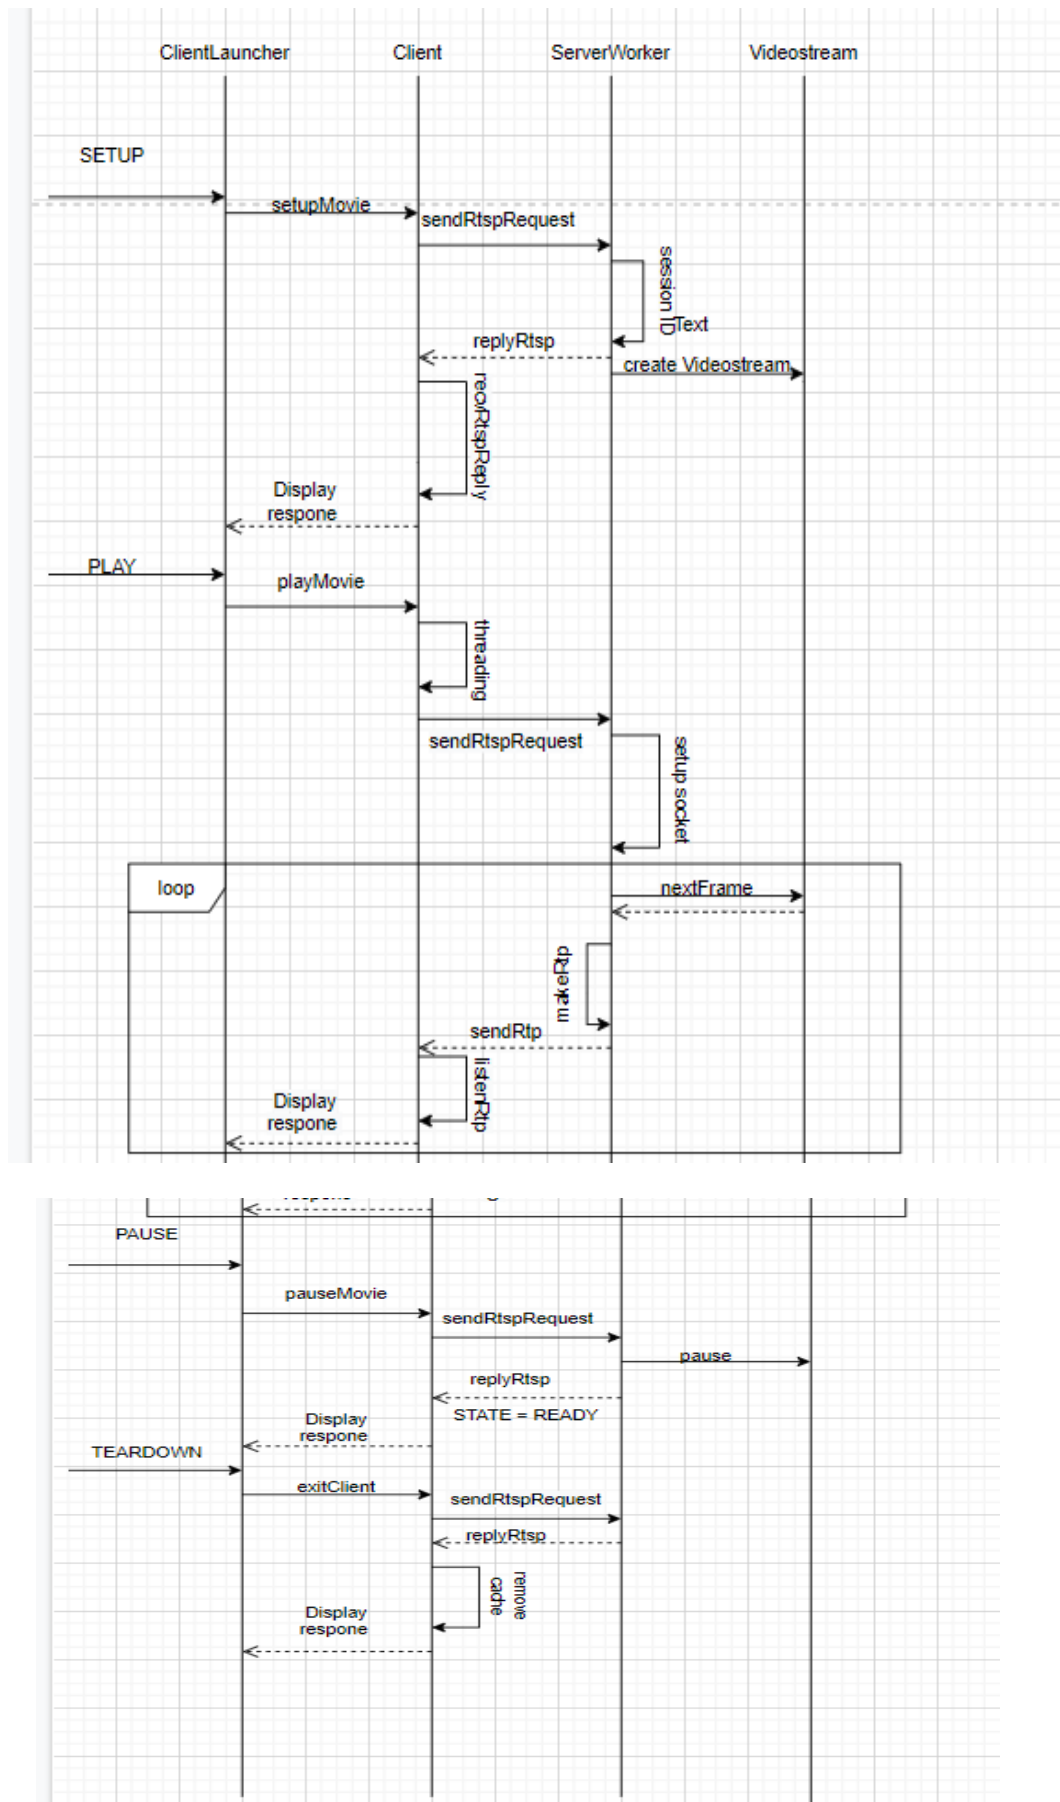 ClientLauncher
Client
ServerWorker
Videostream
SETUP
setupMovie
sendRtspRequest
session ID
Text
replyRtsp
create Videostream
recvRtspReply
Display
respone
PLAY
playMovie
threading
sendRtspRequest
setup socket
loop
nextFrame
makeRtp
sendRtp
listenRtp
Display
respone
PAUSE
pauseMovie
sendRtspRequest
pause
replyRtsp
STATE = READY
Display
respone
TEARDOWN
exitClient
sendRtspRequest
replyRtsp
remove
cache
Display
respone